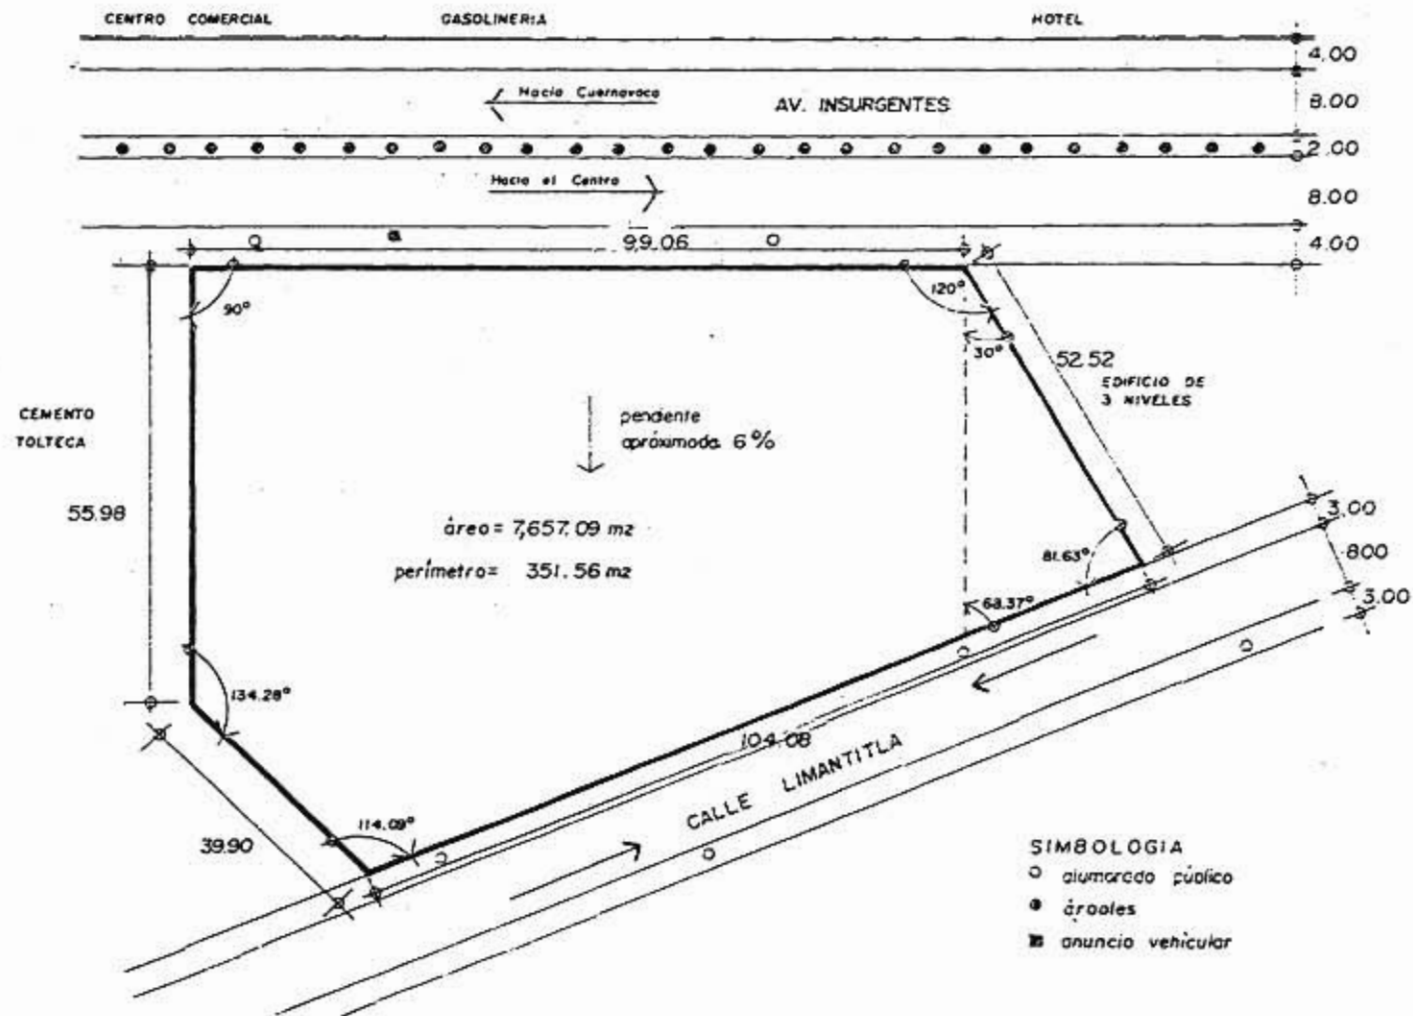 CENTRO COMERCIAL GASOLINERIA HOTEL
4.00
Hacia Cuernavaca
AV. INSURGENTES
8.00
2.00
Hacia el Centro
8.00
99.06
4.00
90°
120°
30°
52.52
EDIFICIO DE
3 NIVELES
CEMENTO
TOLTECA
pendiente
apróximada 6%
55.98
área = 7,657.09 m2
perímetro = 351.56 m2
3.00
81.63°
800
68.37°
3.00
134.28°
104.08
CALLE LIMANTITLA
114.09°
39.90
SIMBOLOGIA
alumbrado público
árboles
anuncio vehicular